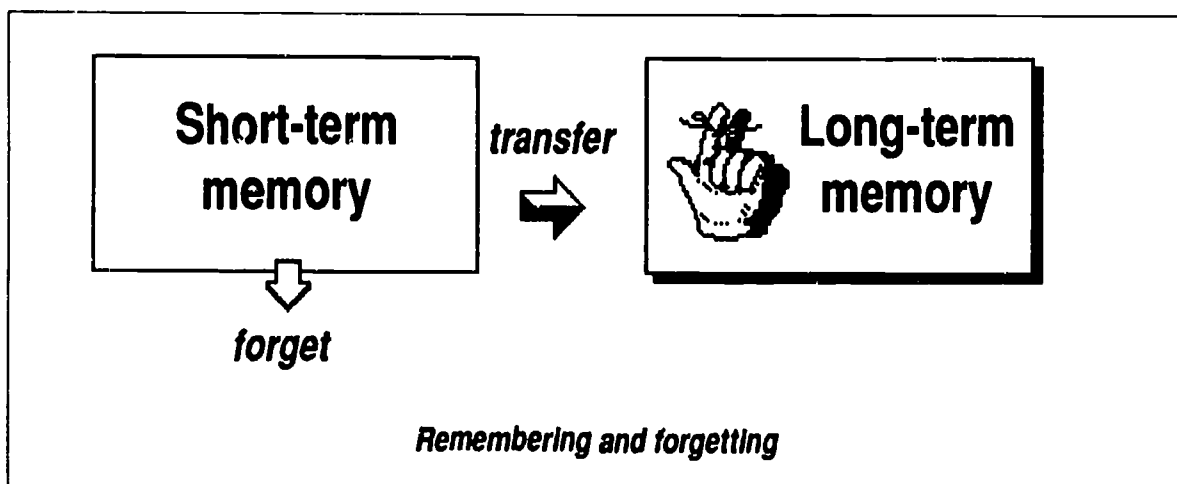 Short-term
memory
transfer
Long-term
memory
forget
Remembering and forgetting